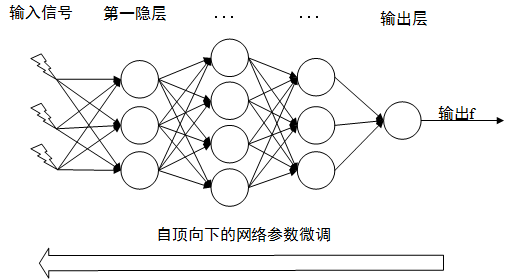 输入信号 第一隐层 ... ... 输出层
输出f
自顶向下的网络参数微调